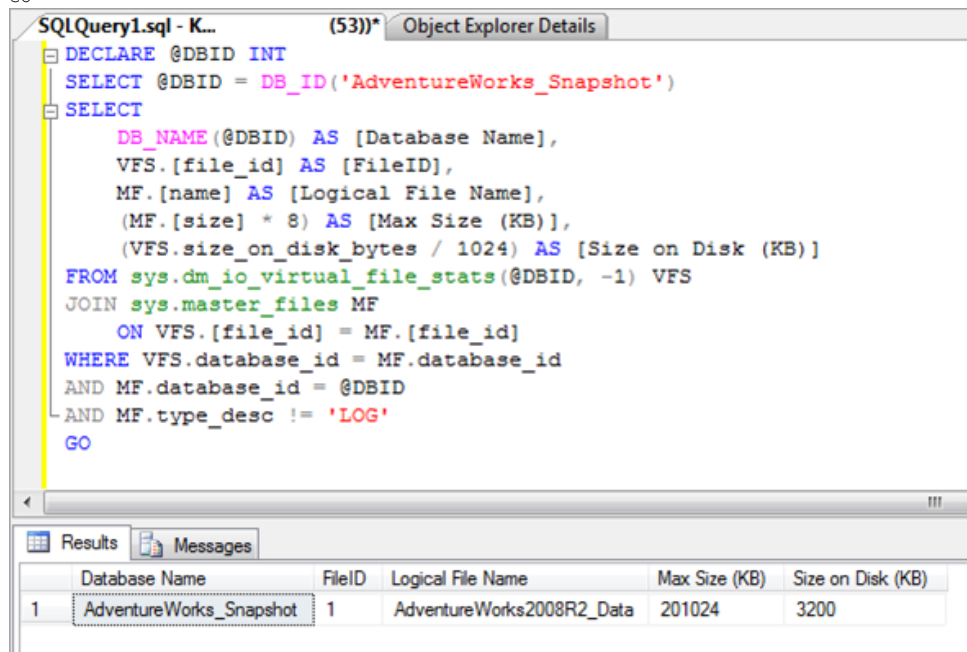 SQLQuery1.sql - K... (53))* Object Explorer Details
DECLARE @DBID INT
SELECT @DBID = DB_ID('AdventureWorks_Snapshot')
SELECT
DB_NAME(@DBID) AS [Database Name],
VFS.[file_id] AS [FileID],
MF.[name] AS [Logical File Name],
(MF.[size] * 8) AS [Max Size (KB)],
(VFS.size_on_disk_bytes / 1024) AS [Size on Disk (KB)]
FROM sys.dm_io_virtual_file_stats(@DBID, -1) VFS
JOIN sys.master_files MF
ON VFS.[file_id] = MF.[file_id]
WHERE VFS.database_id = MF.database_id
AND MF.database_id = @DBID
AND MF.type_desc != 'LOG'
GO
Results Messages
Database Name FileID Logical File Name Max Size (KB) Size on Disk (KB)
1 AdventureWorks_Snapshot 1 AdventureWorks2008R2_Data 201024 3200